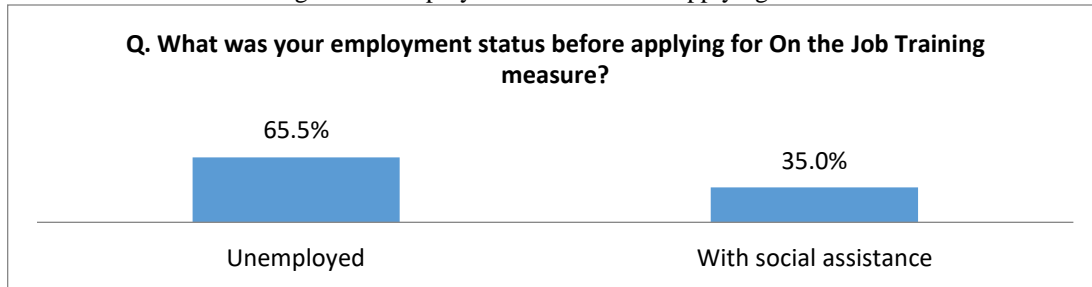 Q. What was your employment status before applying for On the Job Training
measure?
65.5%
35.0%
Unemployed
With social assistance